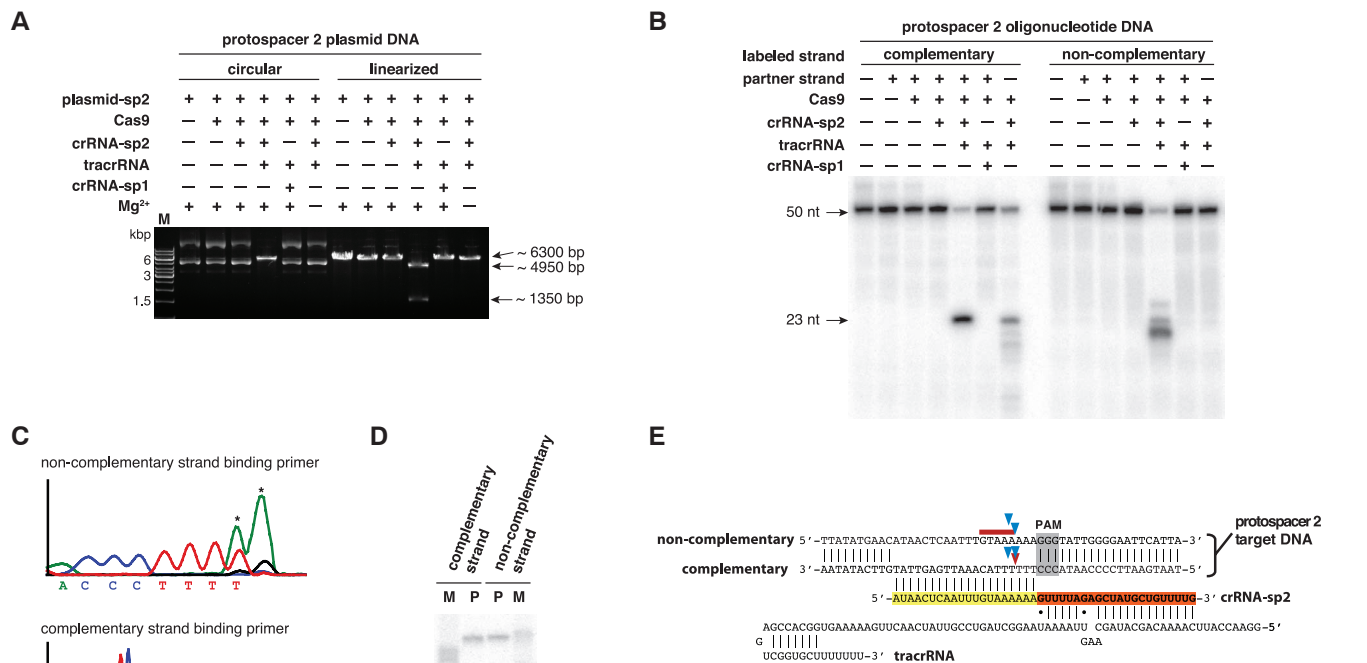 A
protospacer 2 plasmid DNA
circular linearized
plasmid-sp2 + + + + + + + + + + + +
Cas9 — + + + + + — + + + + +
crRNA-sp2 — — + + — + — — + + — +
tracrRNA — — — + + + — — — + + +
crRNA-sp1 — — — — + — — — — — + —
Mg2+ + + + + + — + + + + + —
M
kbp
6
3
1.5
~ 6300 bp
~ 4950 bp
~ 1350 bp
B
protospacer 2 oligonucleotide DNA
labeled strand complementary non-complementary
partner strand — + + + + + — — + + + + + —
Cas9 — — + + + + + — — + + + + +
crRNA-sp2 — — — + + — + — — — + + — +
tracrRNA — — — — + + + — — — — + + +
crRNA-sp1 — — — — — + — — — — — — + —
50 nt
23 nt
C
non-complementary strand binding primer
* *
A C C C T T T T
complementary strand binding primer
D
complementary strand
non-complementary strand
M P P M
E
PAM
non-complementary 5'-TTATATGAACATAACTCAATTTGTAAAAAAGGGTATTGGGGAATTCATTA-3'
complementary 3'-AATATACTTGTATTGAGTTAAACATTTTTTCCCATAACCCCTTAAGTAAT-5'
protospacer 2
target DNA
5'-AUAACUCAAUUUGUAAAAAAGUUUUAGAGCUAUGCUGUUUUG-3' crRNA-sp2
AGCCACGGUGAAAAAGUUCAACUAUUGCCUGAUCGGAAUAAAAUU CGAUACGACAAAACUUACCAAGG-5'
G GAA
UCGGUGCUUUUUUU-3' tracrRNA